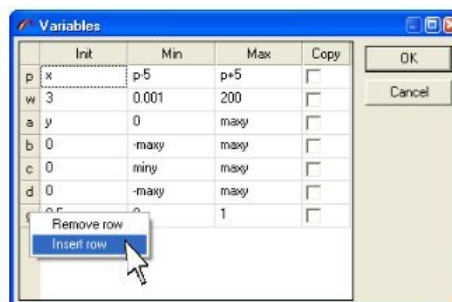 Variables
Init Min Max Copy
p x p-5 p+5
w 3 0.001 200
a y 0 maxy
b 0 -maxy maxy
c 0 miny maxy
d 0 -maxy maxy
1
Remove row
Insert row
OK
Cancel